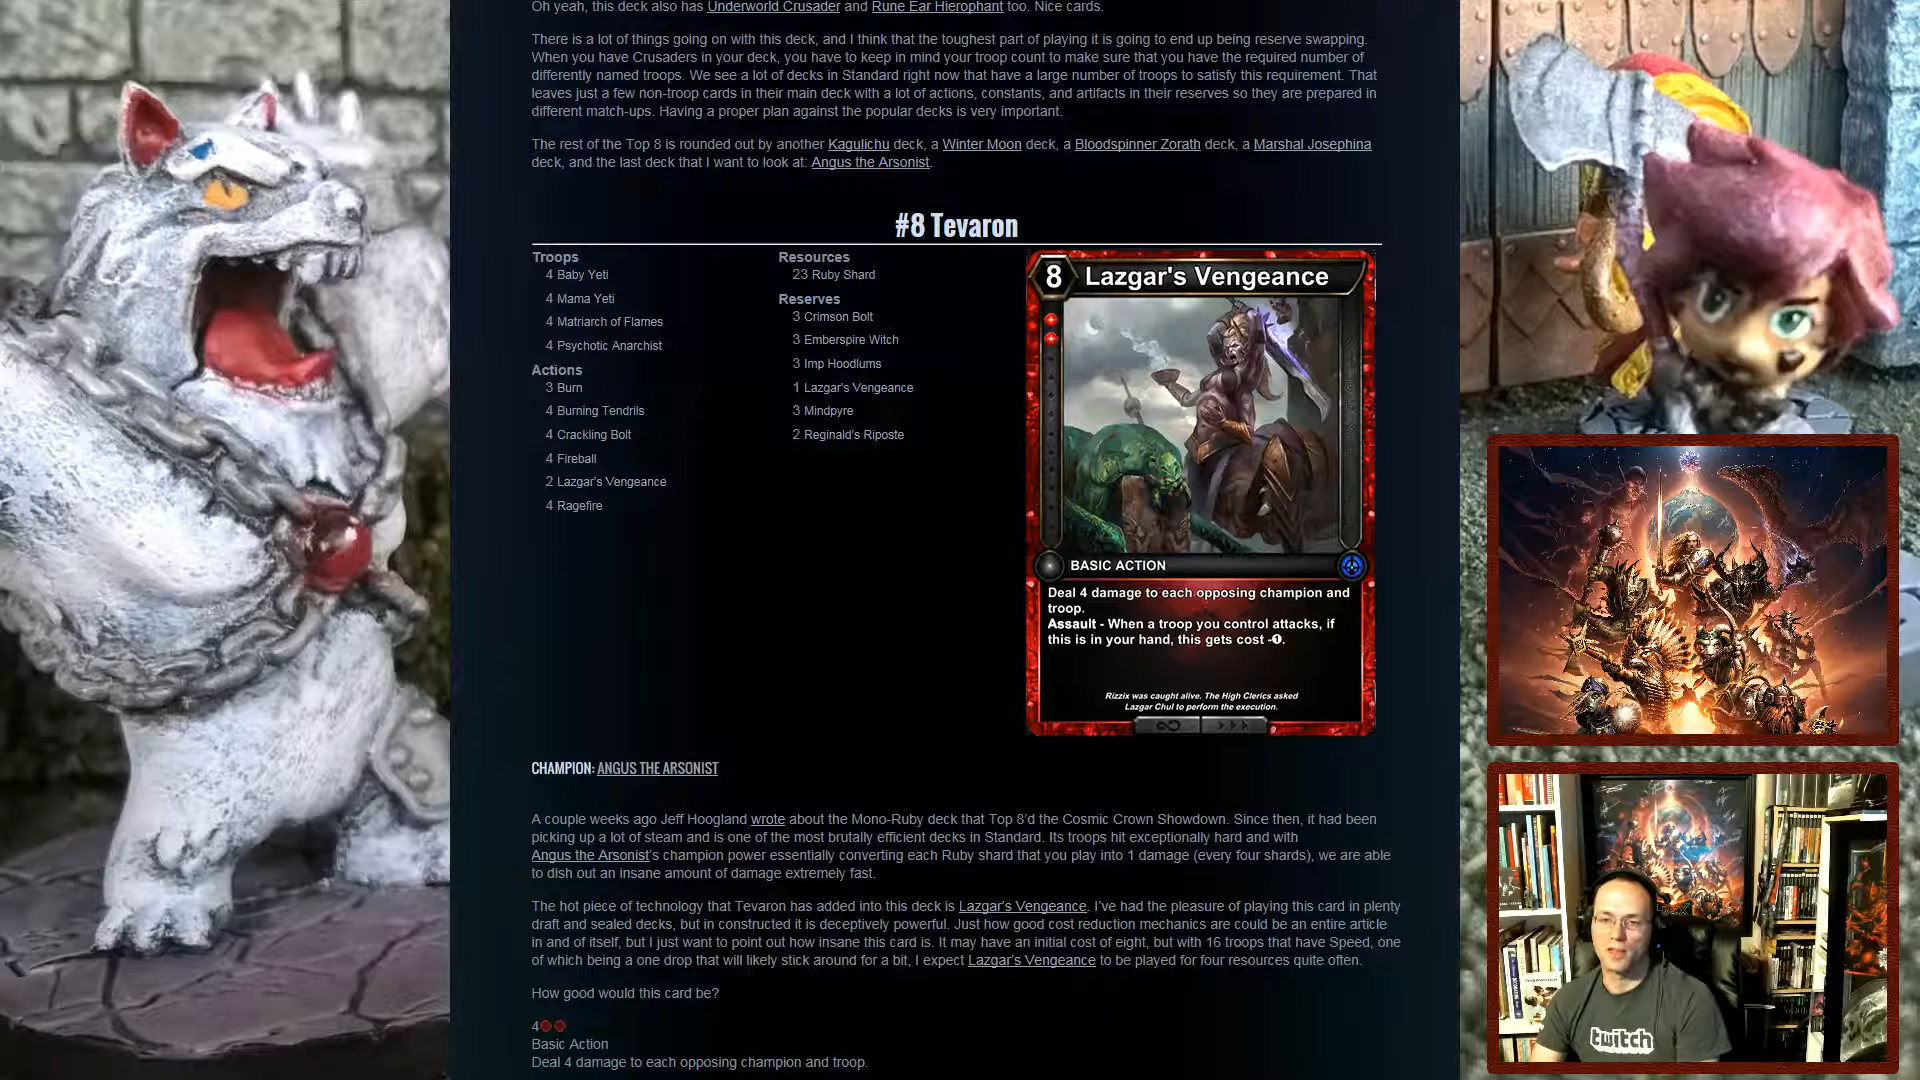 Oh yeah, this deck also has Underworld Crusader and Rune Ear Hierophant too. Nice cards.
There is a lot of things going on with this deck, and I think that the toughest part of playing it is going to end up being reserve swapping.
When you have Crusaders in your deck, you have to keep in mind your troop count to make sure that you have the required number of
differently named troops. We see a lot of decks in Standard right now that have a large number of troops to satisfy this requirement. That
leaves just a few non-troop cards in their main deck with a lot of actions, constants, and artifacts in their reserves so they are prepared in
different match-ups. Having a proper plan against the popular decks is very important.
The rest of the Top 8 is rounded out by another Kagulichu deck, a Winter Moon deck, a Bloodspinner Zorath deck, a Marshal Josephina
deck, and the last deck that I want to look at: Angus the Arsonist.
#8 Tevaron
Troops
4 Baby Yeti
4 Mama Yeti
4 Matriarch of Flames
4 Psychotic Anarchist
Actions
3 Burn
4 Burning Tendrils
4 Crackling Bolt
4 Fireball
2 Lazgar's Vengeance
4 Ragefire
Resources
23 Ruby Shard
Reserves
3 Crimson Bolt
3 Emberspire Witch
3 Imp Hoodlums
1 Lazgar's Vengeance
3 Mindpyre
2 Reginald's Riposte
8 Lazgar's Vengeance
BASIC ACTION
Deal 4 damage to each opposing champion and
troop.
Assault - When a troop you control attacks, if
this is in your hand, this gets cost -1.
Rizzix was caught alive. The High Clerics asked
Lazgar Chul to perform the execution.
CHAMPION: ANGUS THE ARSONIST
A couple weeks ago Jeff Hoogland wrote about the Mono-Ruby deck that Top 8'd the Cosmic Crown Showdown. Since then, it had been
picking up a lot of steam and is one of the most brutally efficient decks in Standard. Its troops hit exceptionally hard and with
Angus the Arsonist's champion power essentially converting each Ruby shard that you play into 1 damage (every four shards), we are able
to dish out an insane amount of damage extremely fast.
The hot piece of technology that Tevaron has added into this deck is Lazgar's Vengeance. I've had the pleasure of playing this card in plenty
draft and sealed decks, but in constructed it is deceptively powerful. Just how good cost reduction mechanics are could be an entire article
in and of itself, but I just want to point out how insane this card is. It may have an initial cost of eight, but with 16 troops that have Speed, one
of which being a one drop that will likely stick around for a bit, I expect Lazgar's Vengeance to be played for four resources quite often.
How good would this card be?
4
Basic Action
Deal 4 damage to each opposing champion and troop.
twitch